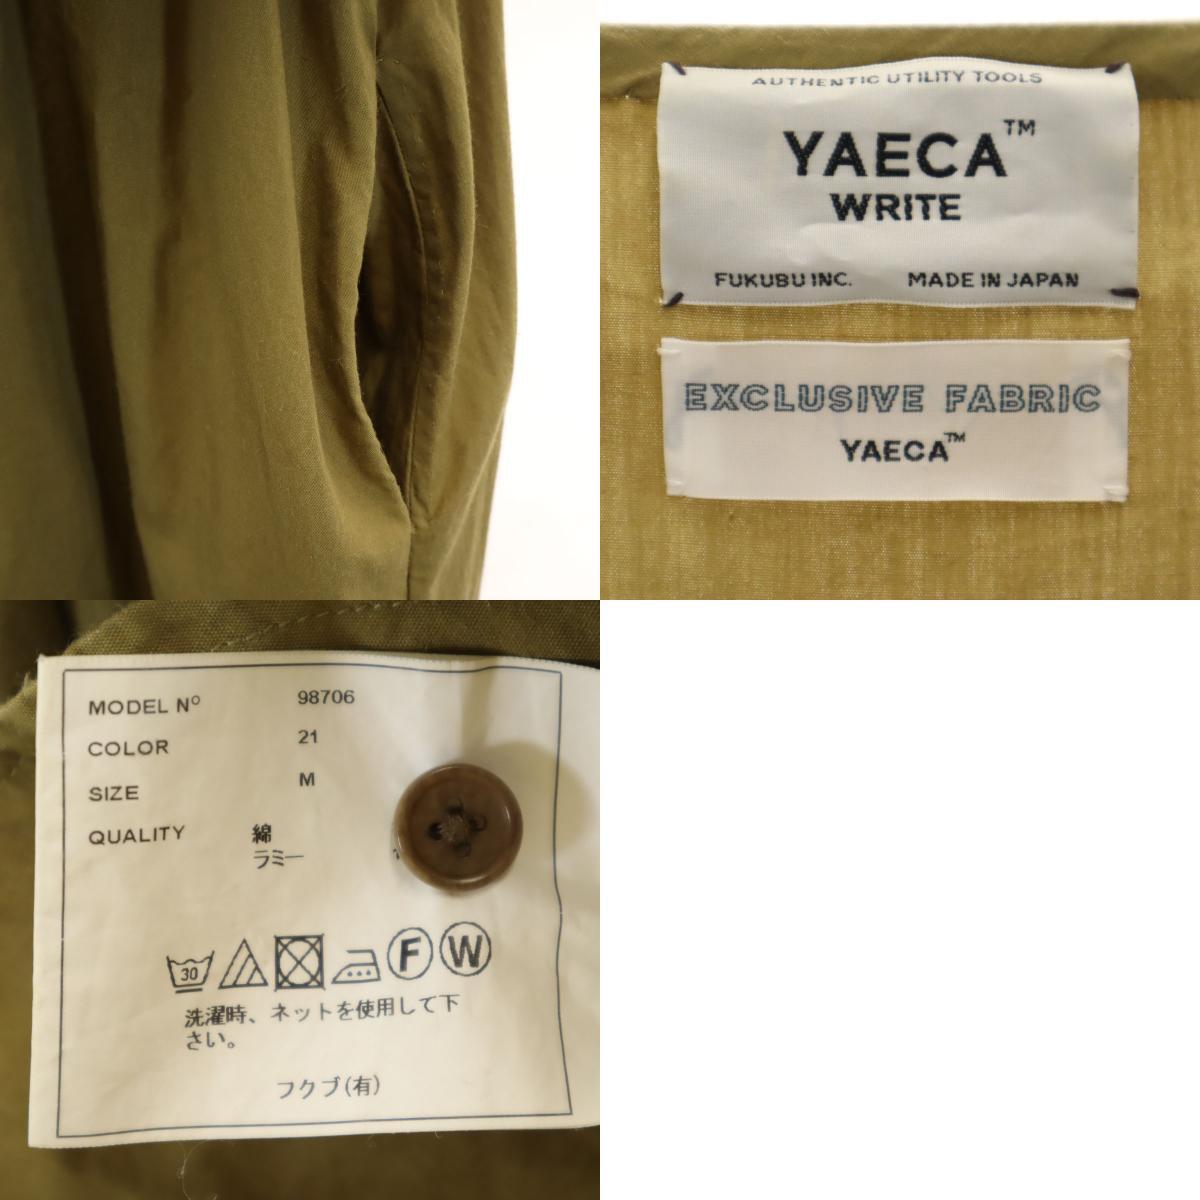 AUTHENTIC UTILITY TOOLS
YAECA™
WRITE
FUKUBU INC. MADE IN JAPAN
EXCLUSIVE FABRIC
YAECA™
MODEL Nº 98706
COLOR 21
SIZE M
QUALITY 綿
ラミー
30 F W
洗濯時、ネットを使用して下
さい。
フクブ(有)